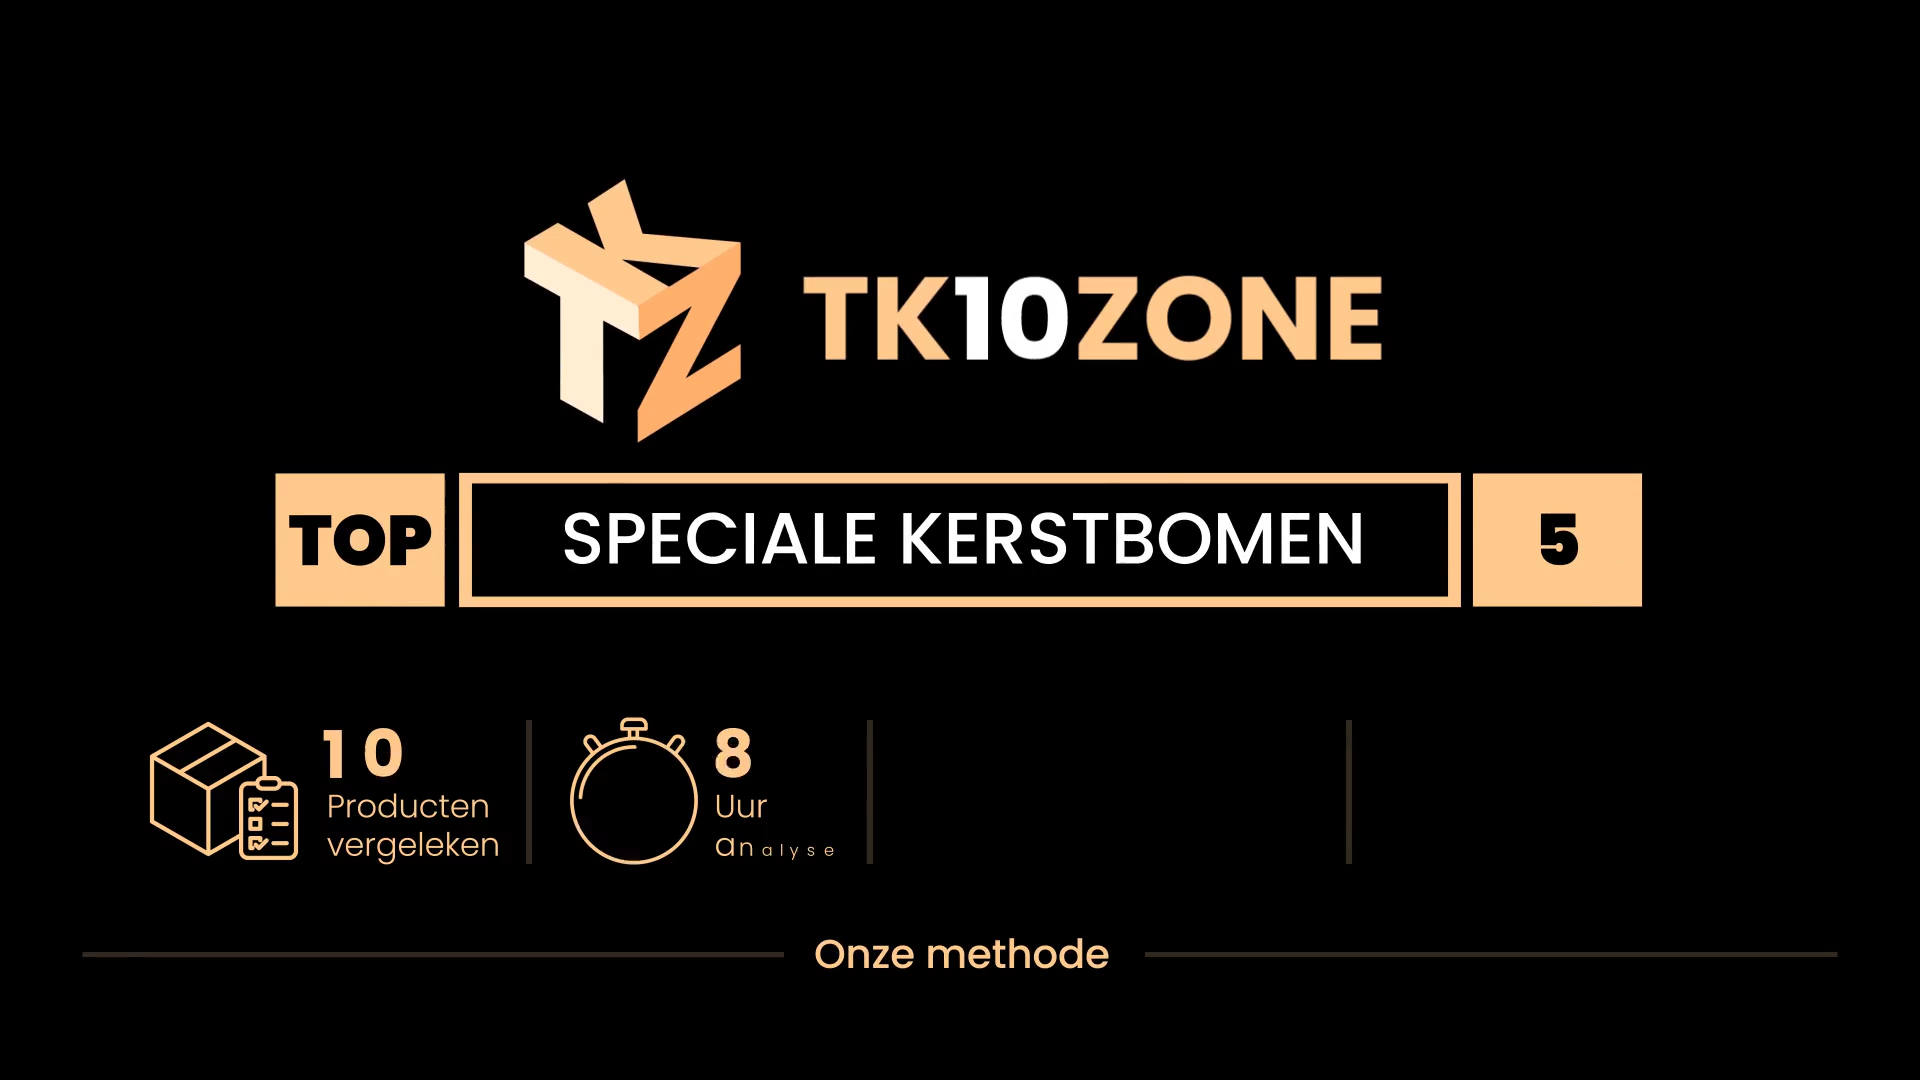 TK10ZONE
TOP SPECIALE KERSTBOMEN 5
10
Producten
vergeleken
8
Uur
analyse
Onze methode